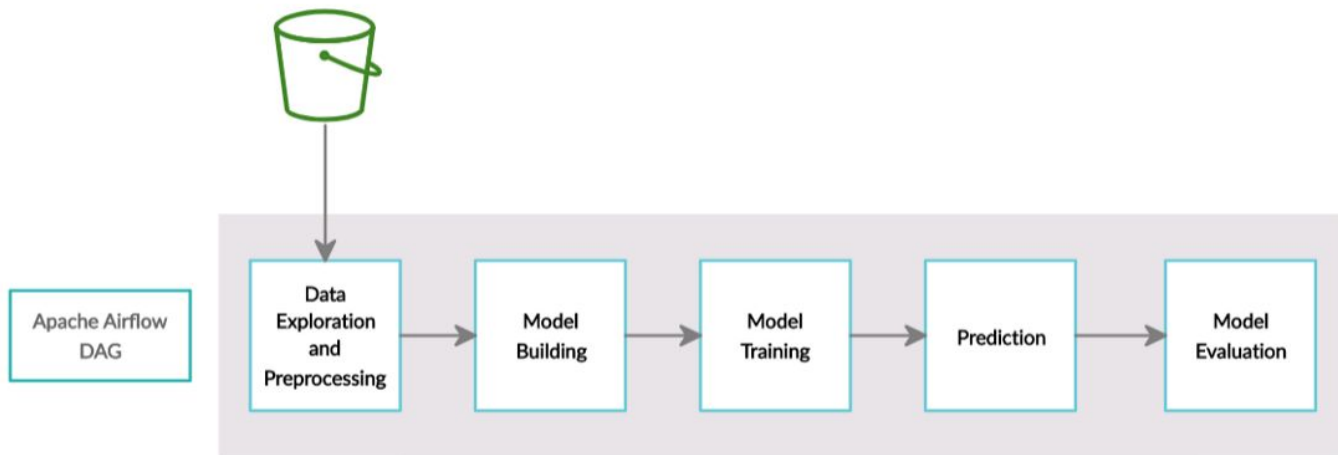 Apache Airflow
DAG
Data
Exploration
and
Preprocessing
Model
Building
Model
Training
Prediction
Model
Evaluation